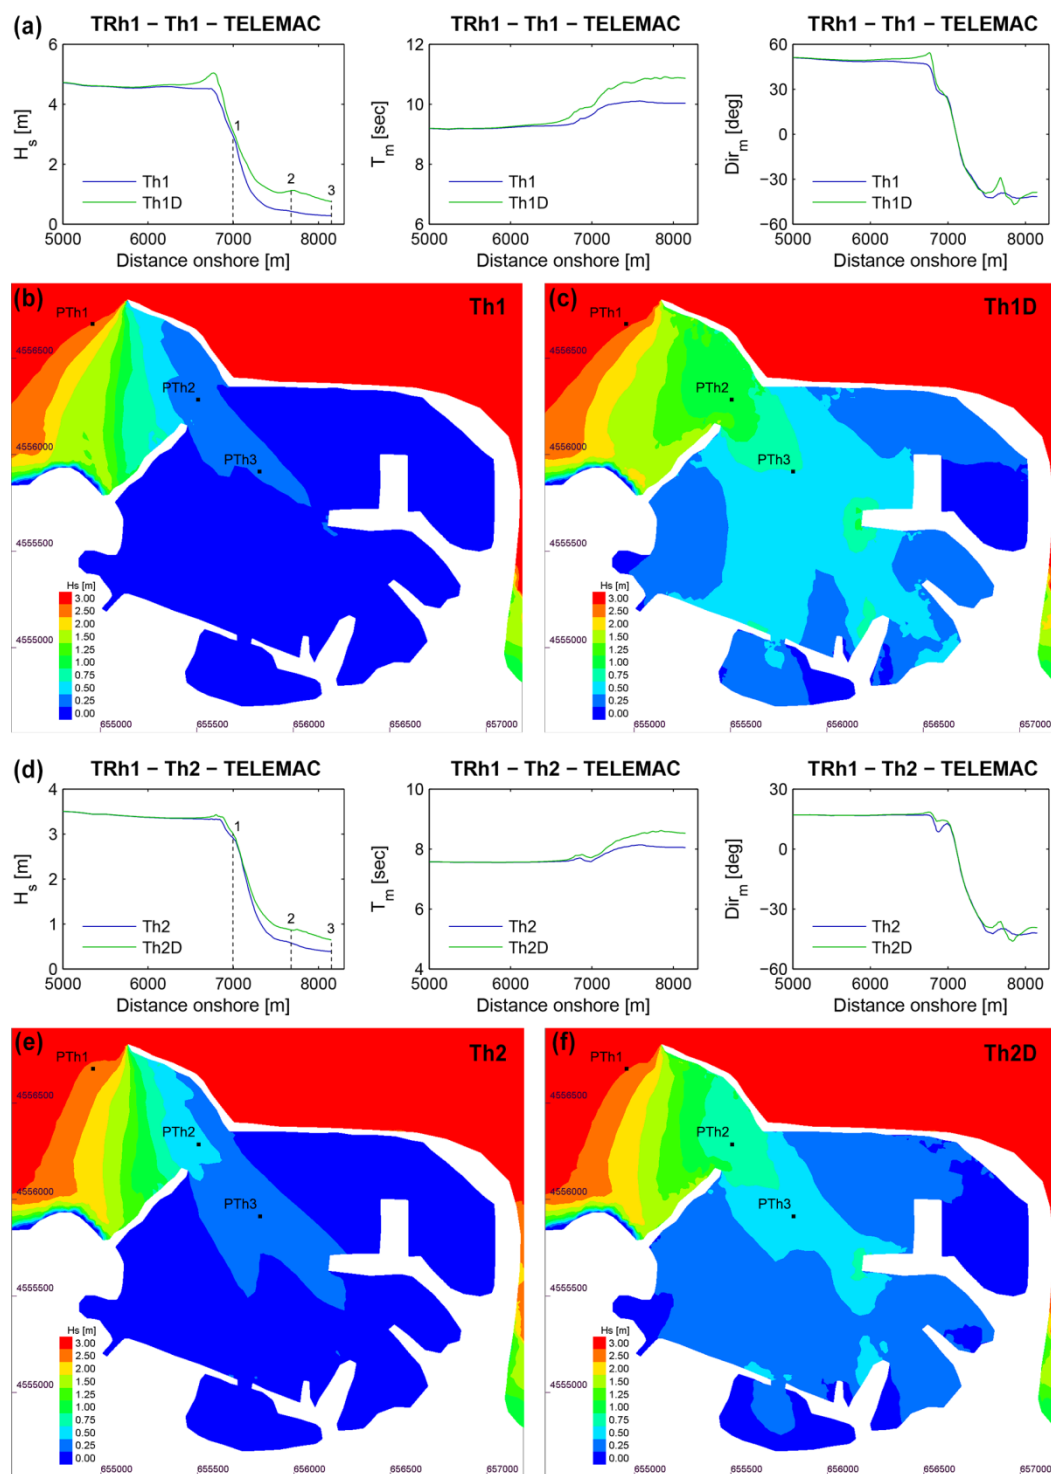 (a)
TRh1 – Th1 – TELEMAC
TRh1 – Th1 – TELEMAC
TRh1 – Th1 – TELEMAC
6
4
2
0
Hs [m]
1
2
3
Th1
Th1D
5000 6000 7000 8000
Distance onshore [m]
12
10
8
6
Tm [sec]
Th1
Th1D
5000 6000 7000 8000
Distance onshore [m]
60
30
0
−30
−60
Dirm [deg]
Th1
Th1D
5000 6000 7000 8000
Distance onshore [m]
(b)
Th1
PTh1
PTh2
PTh3
4556500
4556000
4555500
4555000
Hs [m]
3.00
2.50
2.00
1.50
1.25
1.00
0.75
0.50
0.25
0.00
655000 655500 656000 656500 657000
(c)
Th1D
PTh1
PTh2
PTh3
4556500
4556000
4555500
4555000
Hs [m]
3.00
2.50
2.00
1.50
1.25
1.00
0.75
0.50
0.25
0.00
655000 655500 656000 656500 657000
(d)
TRh1 – Th2 – TELEMAC
TRh1 – Th2 – TELEMAC
TRh1 – Th2 – TELEMAC
4
3
2
1
0
Hs [m]
1
2
3
Th2
Th2D
5000 6000 7000 8000
Distance onshore [m]
10
8
6
4
Tm [sec]
Th2
Th2D
5000 6000 7000 8000
Distance onshore [m]
30
0
−30
−60
Dirm [deg]
Th2
Th2D
5000 6000 7000 8000
Distance onshore [m]
(e)
Th2
PTh1
PTh2
PTh3
4556500
4556000
4555500
4555000
Hs [m]
3.00
2.50
2.00
1.50
1.25
1.00
0.75
0.50
0.25
0.00
655000 655500 656000 656500 657000
(f)
Th2D
PTh1
PTh2
PTh3
4556500
4556000
4555500
4555000
Hs [m]
3.00
2.50
2.00
1.50
1.25
1.00
0.75
0.50
0.25
0.00
655000 655500 656000 656500 657000